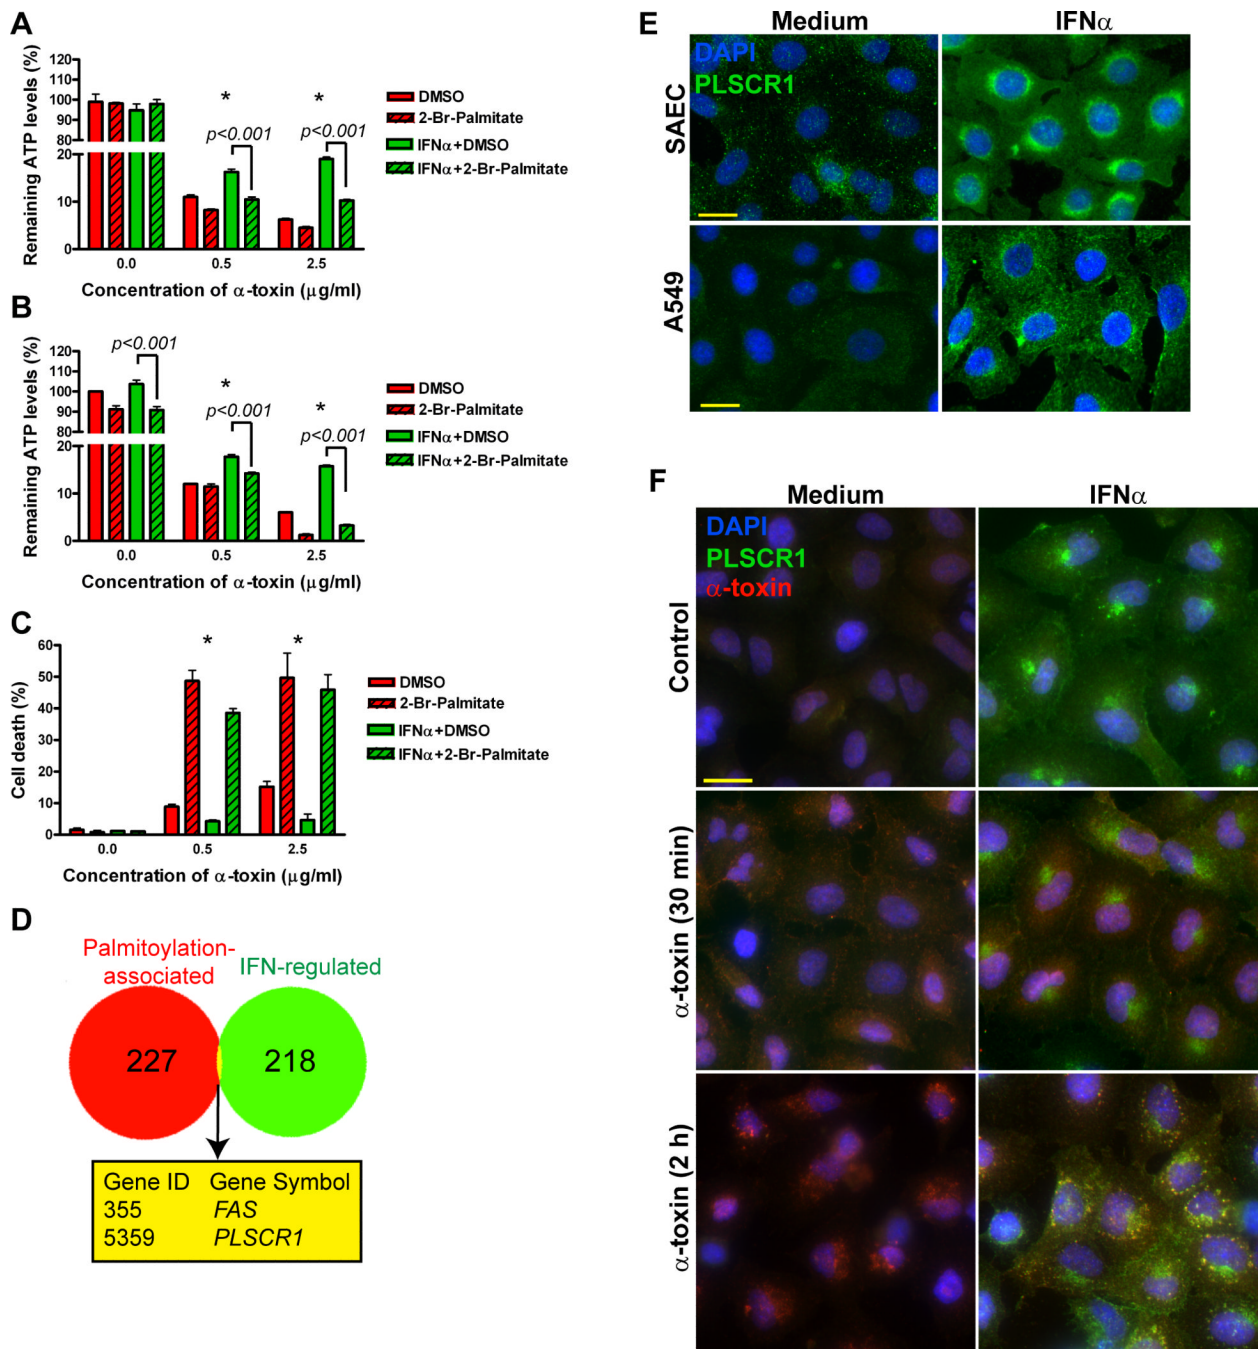 A
Remaining ATP levels (%)
120
110
100
90
80
20
10
0
*
*
p<0.001
p<0.001
DMSO
2-Br-Palmitate
IFNα+DMSO
IFNα+2-Br-Palmitate
0.0
0.5
2.5
Concentration of α-toxin (μg/ml)
B
Remaining ATP levels (%)
120
110
100
90
80
20
10
0
p<0.001
*
p<0.001
*
p<0.001
DMSO
2-Br-Palmitate
IFNα+DMSO
IFNα+2-Br-Palmitate
0.0
0.5
2.5
Concentration of α-toxin (μg/ml)
C
Cell death (%)
60
50
40
30
20
10
0
*
*
DMSO
2-Br-Palmitate
IFNα+DMSO
IFNα+2-Br-Palmitate
0.0
0.5
2.5
Concentration of α-toxin (μg/ml)
D
Palmitoylation-
associated
IFN-regulated
227
218
Gene ID Gene Symbol
355 FAS
5359 PLSCR1
E
Medium
IFNα
DAPI
PLSCR1
SAEC
A549
F
Medium
IFNα
DAPI
PLSCR1
α-toxin
Control
α-toxin (30 min)
α-toxin (2 h)